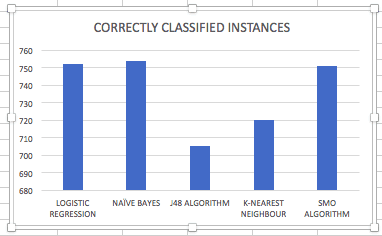 CORRECTLY CLASSIFIED INSTANCES
760
750
740
730
720
710
700
690
680
LOGISTIC REGRESSION
NAÏVE BAYES
J48 ALGORITHM
K-NEAREST NEIGHBOUR
SMO ALGORITHM